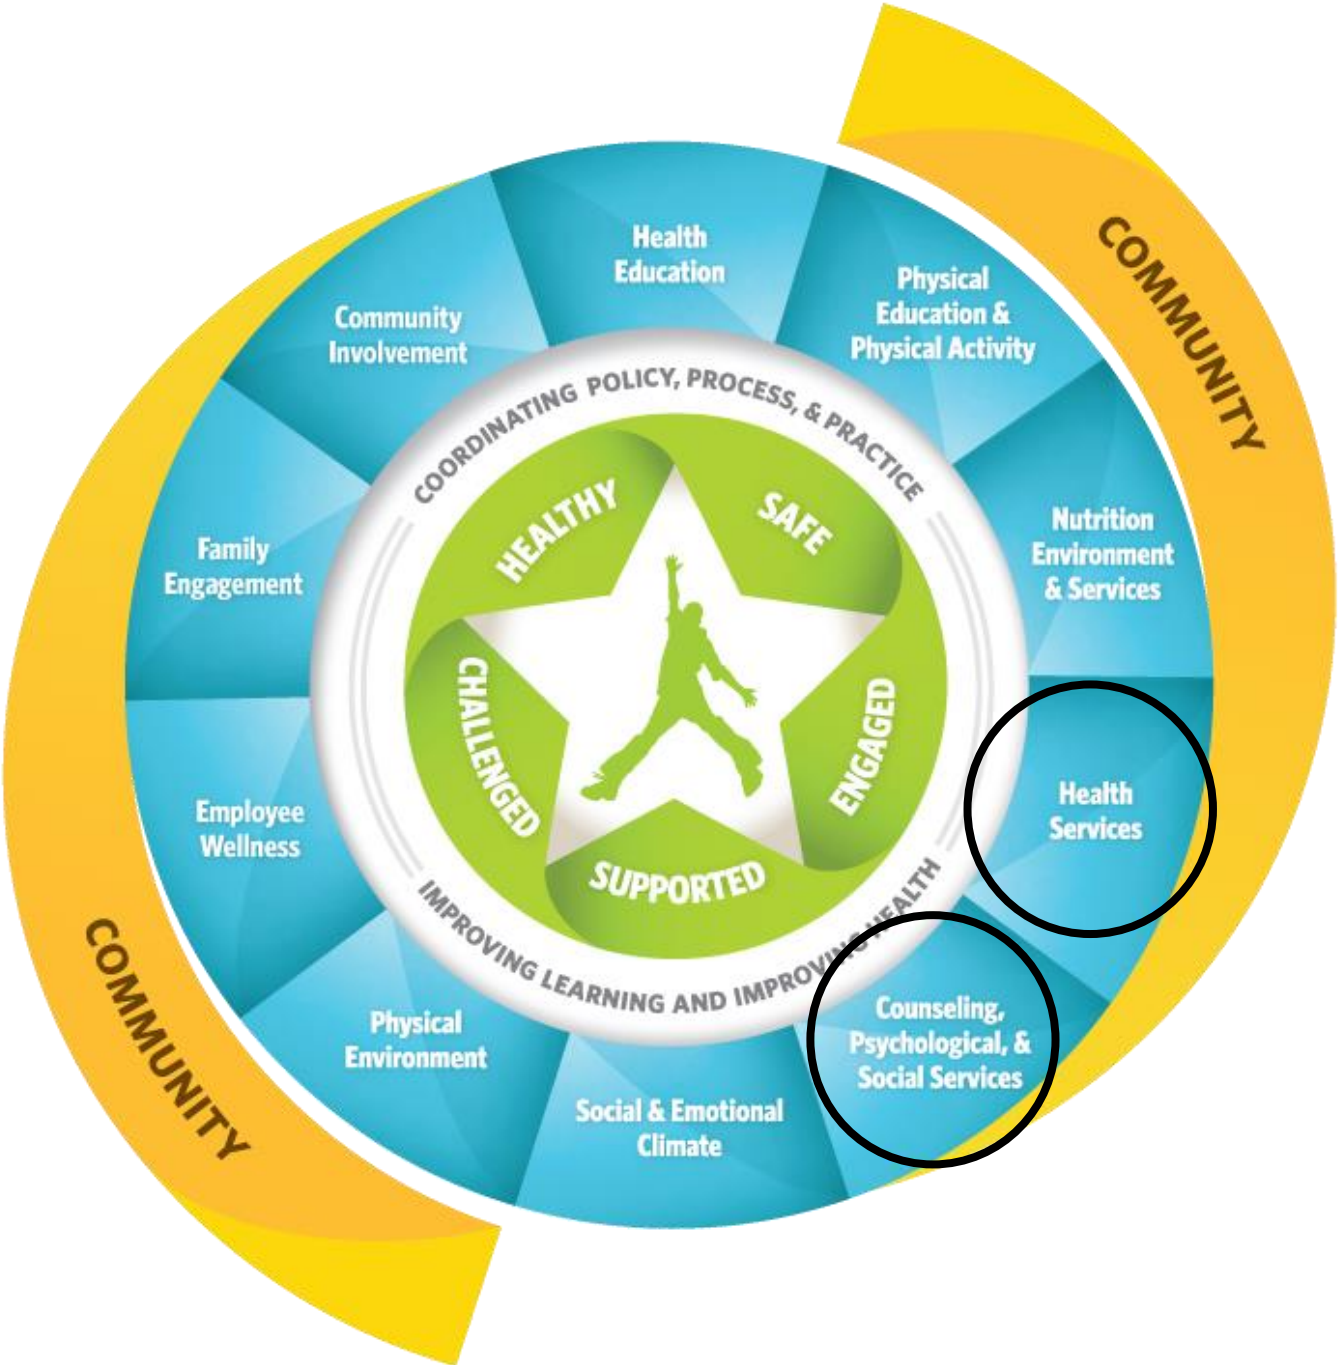 COMMUNITY
Health
Education
Physical
Education &
Physical Activity
Nutrition
Environment
& Services
Health
Services
Counseling,
Psychological, &
Social Services
Social & Emotional
Climate
Physical
Environment
Employee
Wellness
Family
Engagement
Community
Involvement
COORDINATING POLICY, PROCESS, & PRACTICE
IMPROVING LEARNING AND IMPROVING HEALTH
HEALTHY
SAFE
ENGAGED
SUPPORTED
CHALLENGED
COMMUNITY